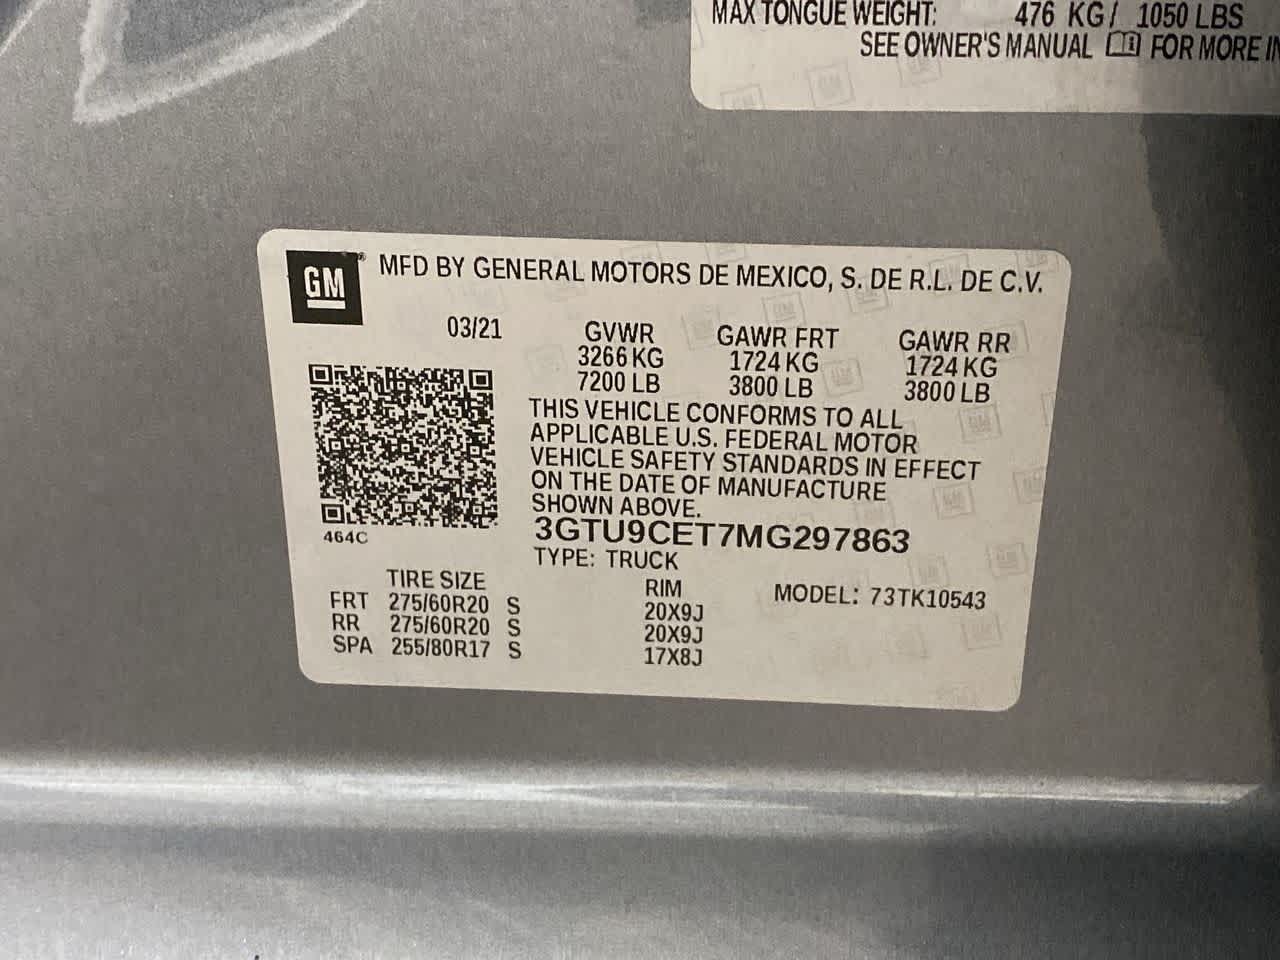 MAX TONGUE WEIGHT: 476 KG/ 1050 LBS
SEE OWNER'S MANUAL FOR MORE IN
GM® MFD BY GENERAL MOTORS DE MEXICO, S. DE R.L. DE C.V.
03/21 GVWR GAWR FRT GAWR RR
3266 KG 1724 KG 1724 KG
7200 LB 3800 LB 3800 LB
THIS VEHICLE CONFORMS TO ALL
APPLICABLE U.S. FEDERAL MOTOR
VEHICLE SAFETY STANDARDS IN EFFECT
ON THE DATE OF MANUFACTURE
SHOWN ABOVE.
464C 3GTU9CET7MG297863
TYPE: TRUCK
TIRE SIZE RIM MODEL: 73TK10543
FRT 275/60R20 S 20X9J
RR 275/60R20 S 20X9J
SPA 255/80R17 S 17X8J